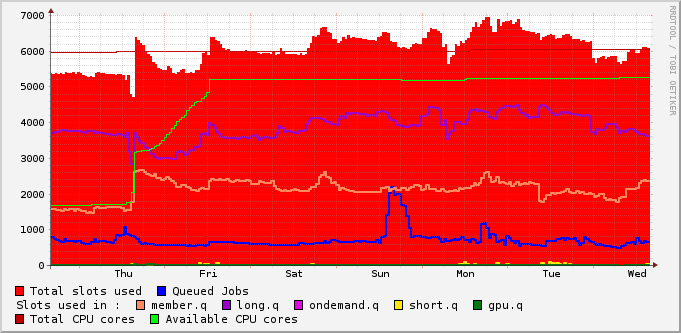 7000
6000
5000
4000
3000
2000
1000
0
Thu Fri Sat Sun Mon Tue Wed
RRDTOOL / TOBI OETIKER
Total slots used Queued Jobs
Slots used in : member.q long.q ondemand.q short.q gpu.q
Total CPU cores Available CPU cores